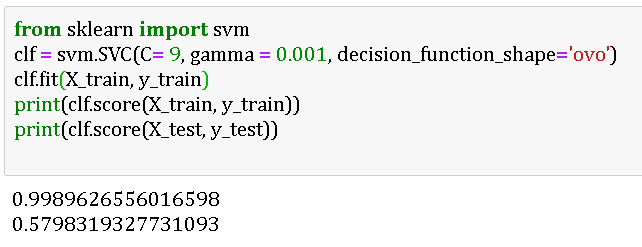 from sklearn import svm
clf = svm.SVC(C= 9, gamma = 0.001, decision_function_shape='ovo')
clf.fit(X_train, y_train)
print(clf.score(X_train, y_train))
print(clf.score(X_test, y_test))
0.9989626556016598
0.5798319327731093